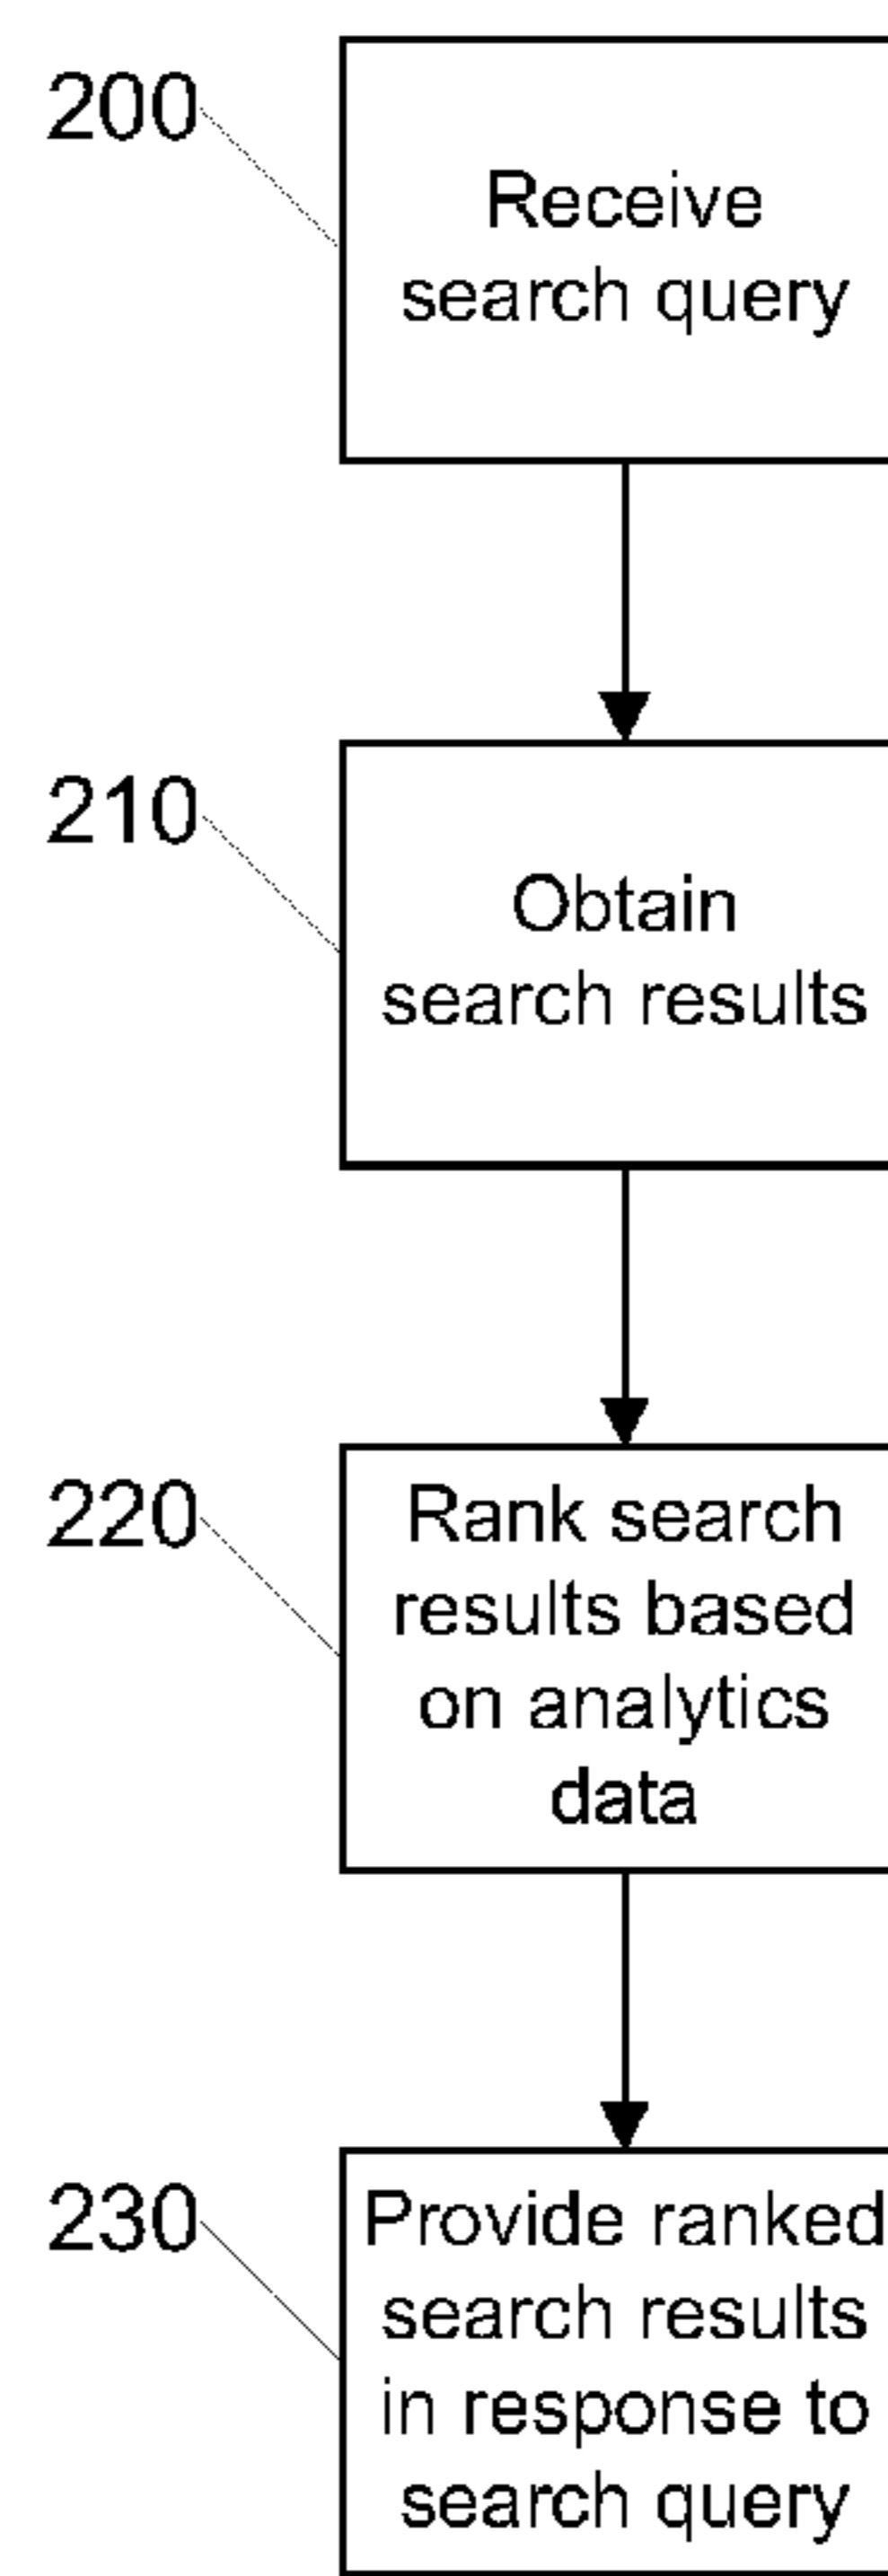 200
Receive
search query
210
Obtain
search results
220
Rank search
results based
on analytics
data
230
Provide ranked
search results
in response to
search query